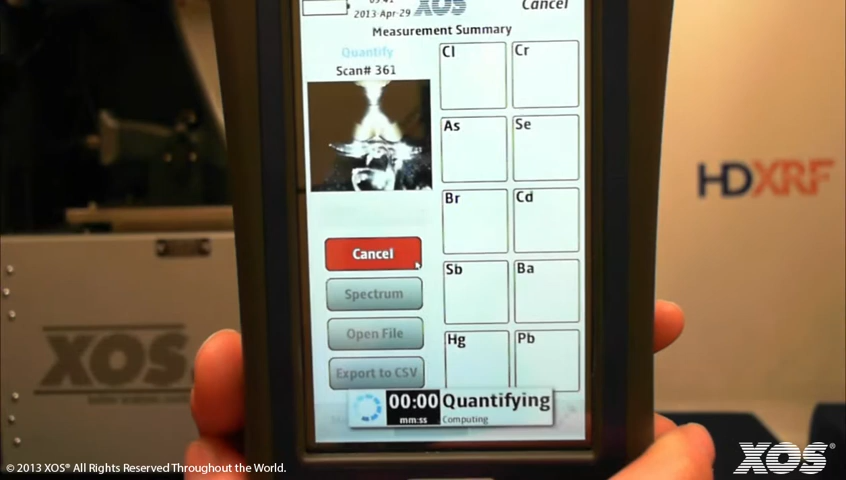 2013 Apr 29
XOS
Cancel
Measurement Summary
Quantify
Scan# 361
Cl
Cr
As
Se
Br
Cd
Sb
Ba
Hg
Pb
Cancel
Spectrum
Open File
Export to CSV
00:00
mm:ss
Quantifying
Computing
HDXRF
XOS
© 2013 XOS® All Rights Reserved Throughout the World.
XOS®